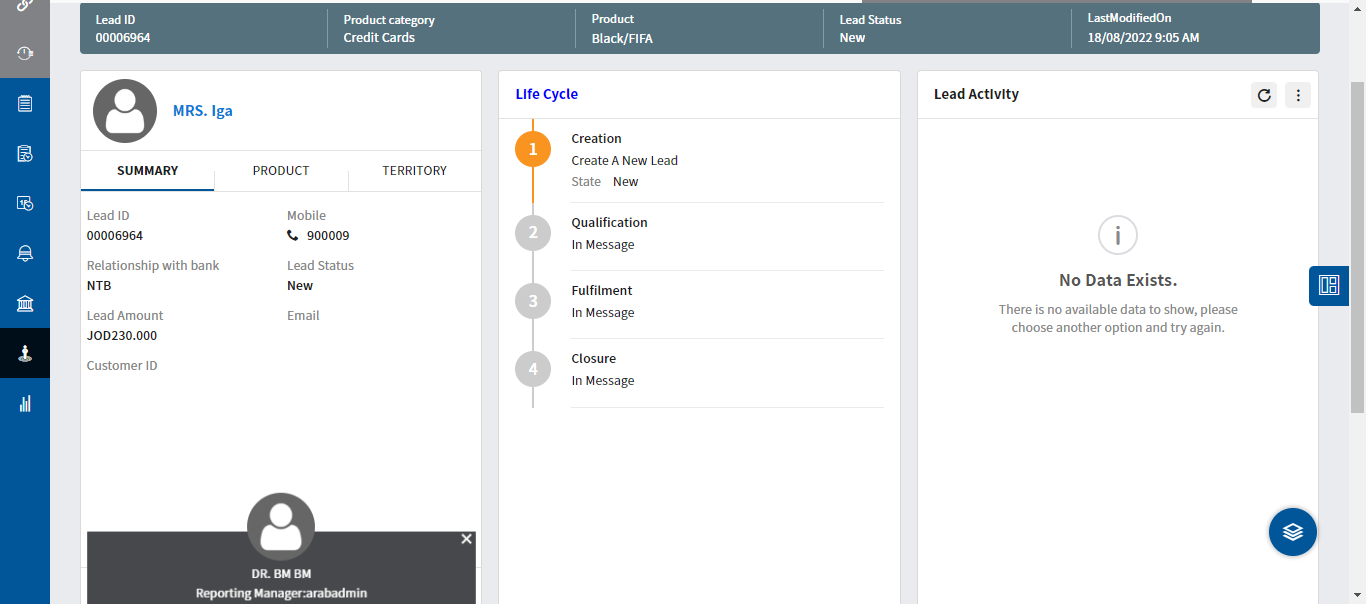 Lead ID
00006964
Product category
Credit Cards
Product
Black/FIFA
Lead Status
New
LastModifiedOn
18/08/2022 9:05 AM
MRS. Iga
SUMMARY
PRODUCT
TERRITORY
Lead ID
00006964
Mobile
900009
Relationship with bank
NTB
Lead Status
New
Lead Amount
JOD230.000
Email
Customer ID
DR. BM BM
Reporting Manager:arabadmin
Life Cycle
1
Creation
Create A New Lead
State New
2
Qualification
In Message
3
Fulfilment
In Message
4
Closure
In Message
Lead Activity
No Data Exists.
There is no available data to show, please
choose another option and try again.